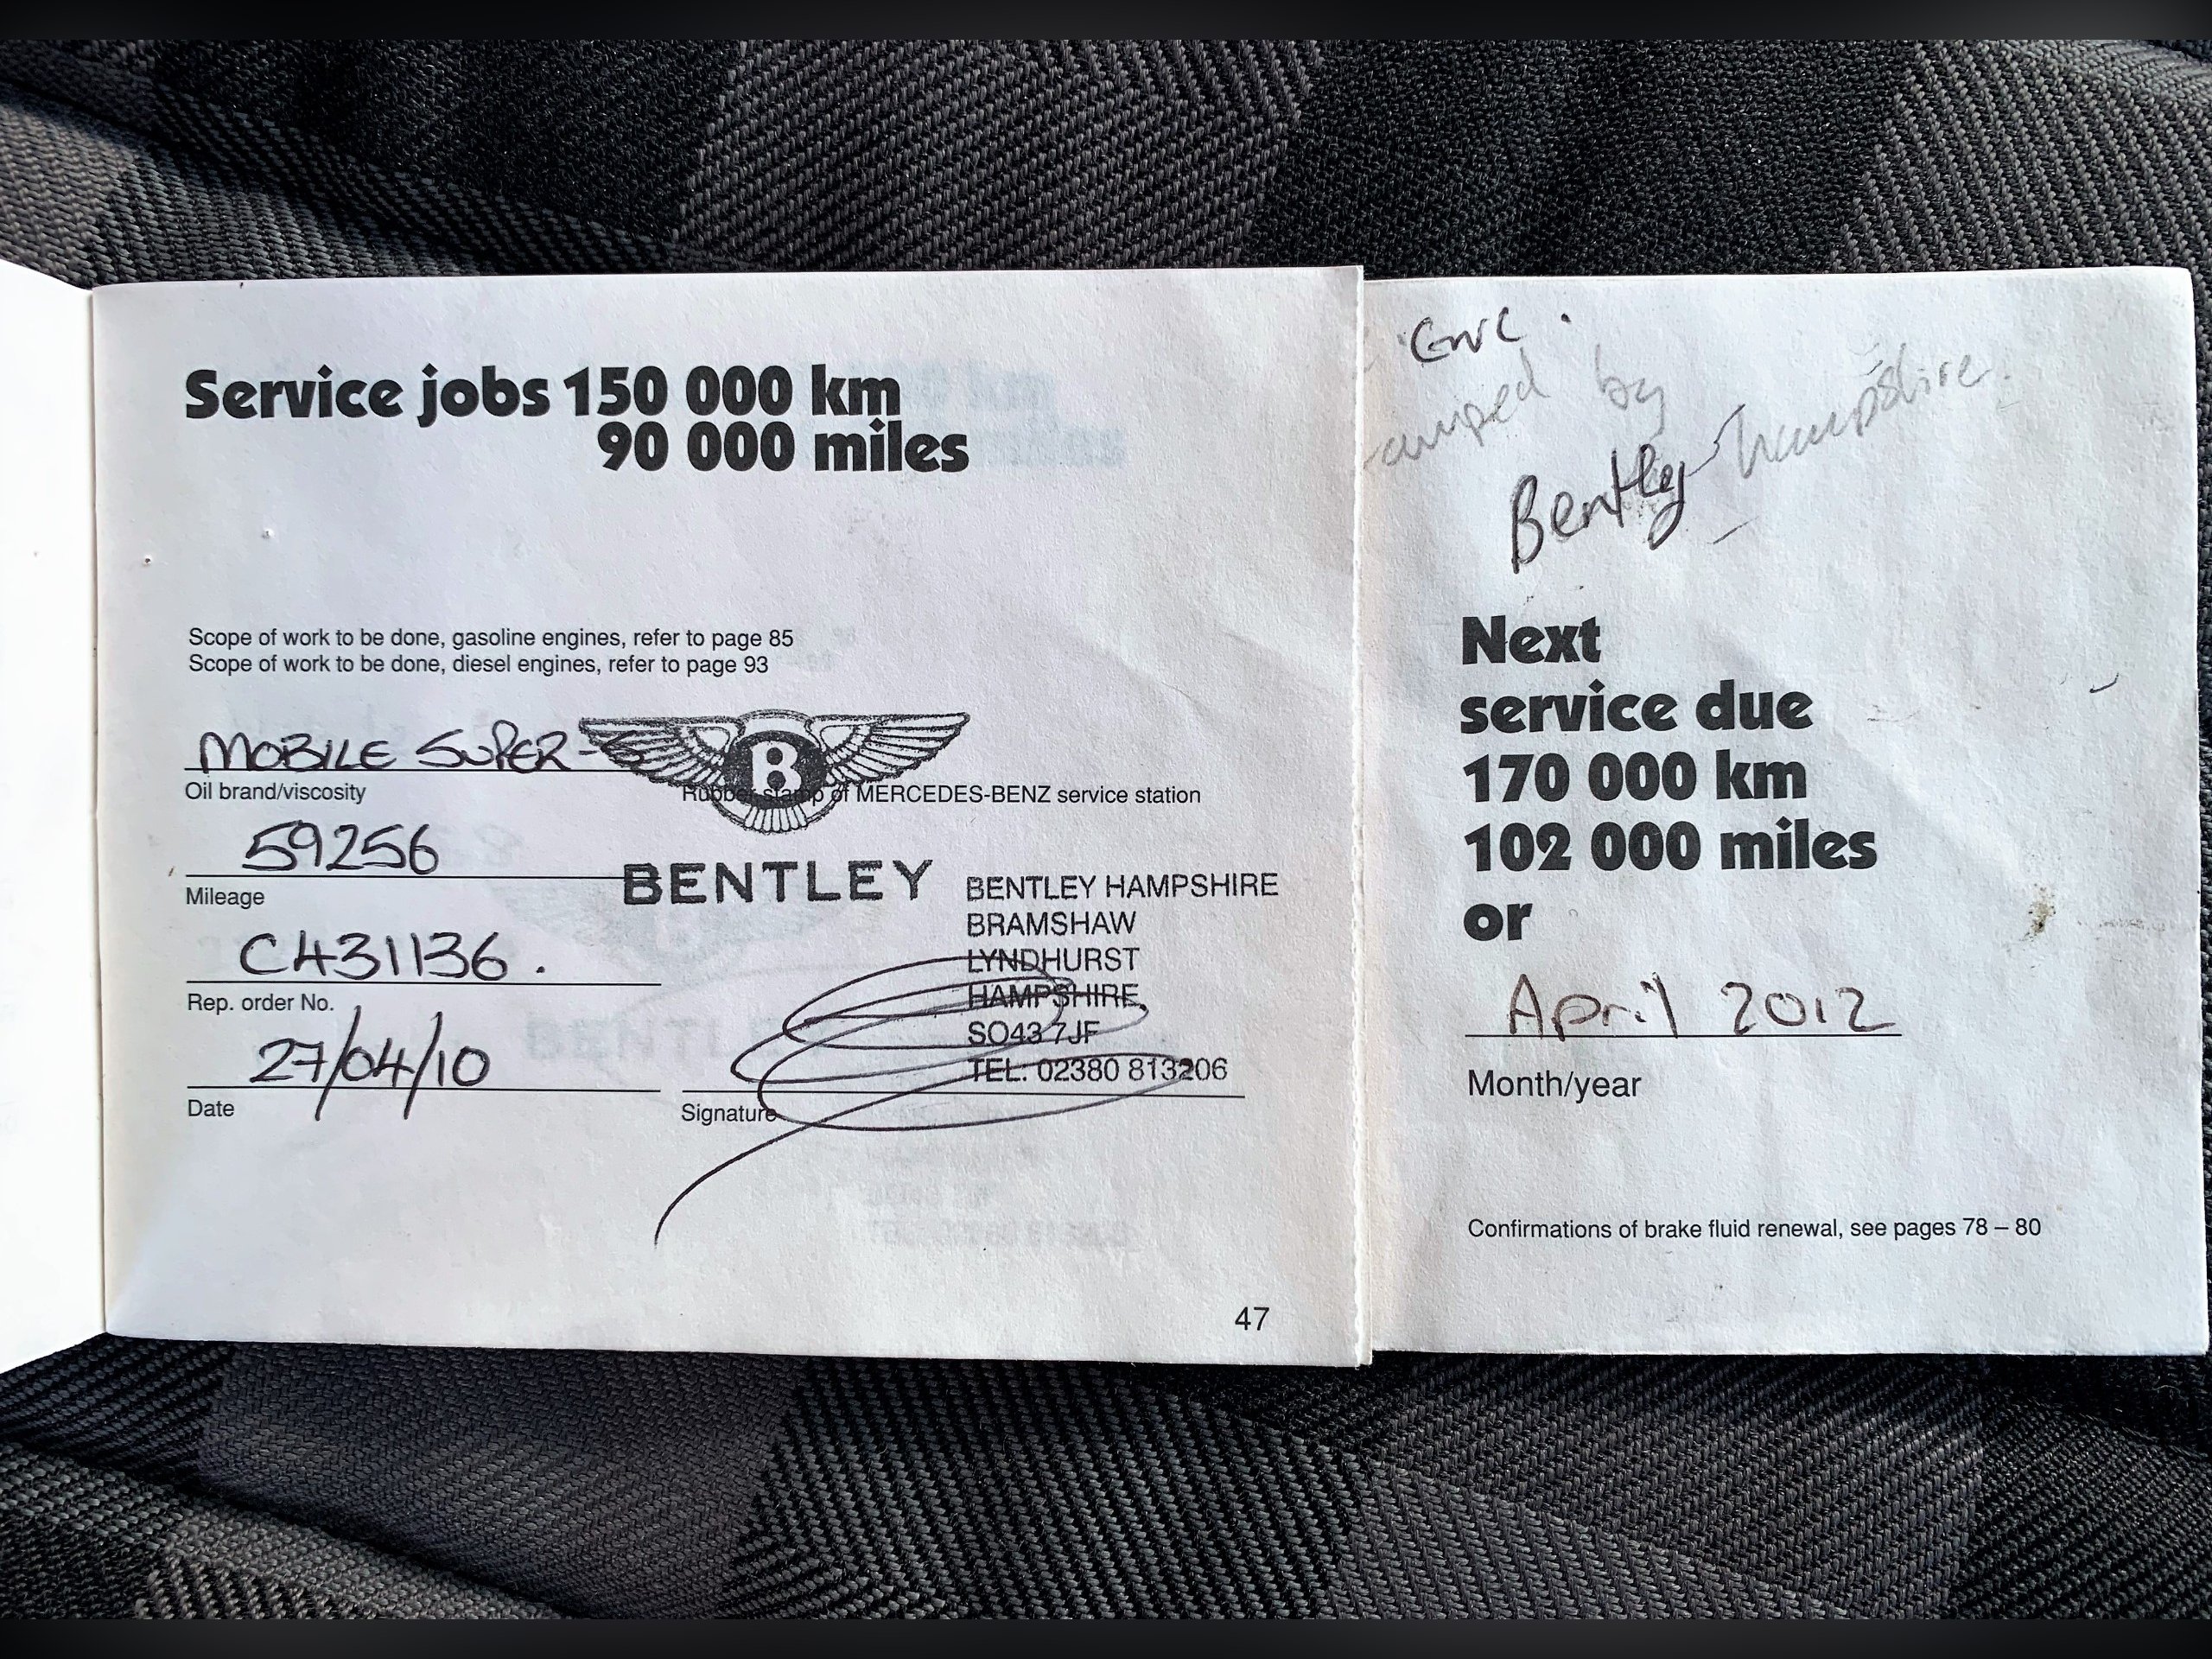 Service jobs 150 000 km
90 000 miles
Scope of work to be done, gasoline engines, refer to page 85
Scope of work to be done, diesel engines, refer to page 93
MOBILE SUPER-S
Oil brand/viscosity
B
Rubber stamp of MERCEDES-BENZ service station
59256
Mileage
BENTLEY
BENTLEY HAMPSHIRE
BRAMSHAW
LYNDHURST
HAMPSHIRE
SO43 7JF
TEL: 02380 813206
C431136.
Rep. order No.
27/04/10
Date
Signature
47
by
Bentley hampshire.
Next
service due
170 000 km
102 000 miles
or
April 2012
Month/year
Confirmations of brake fluid renewal, see pages 78 – 80